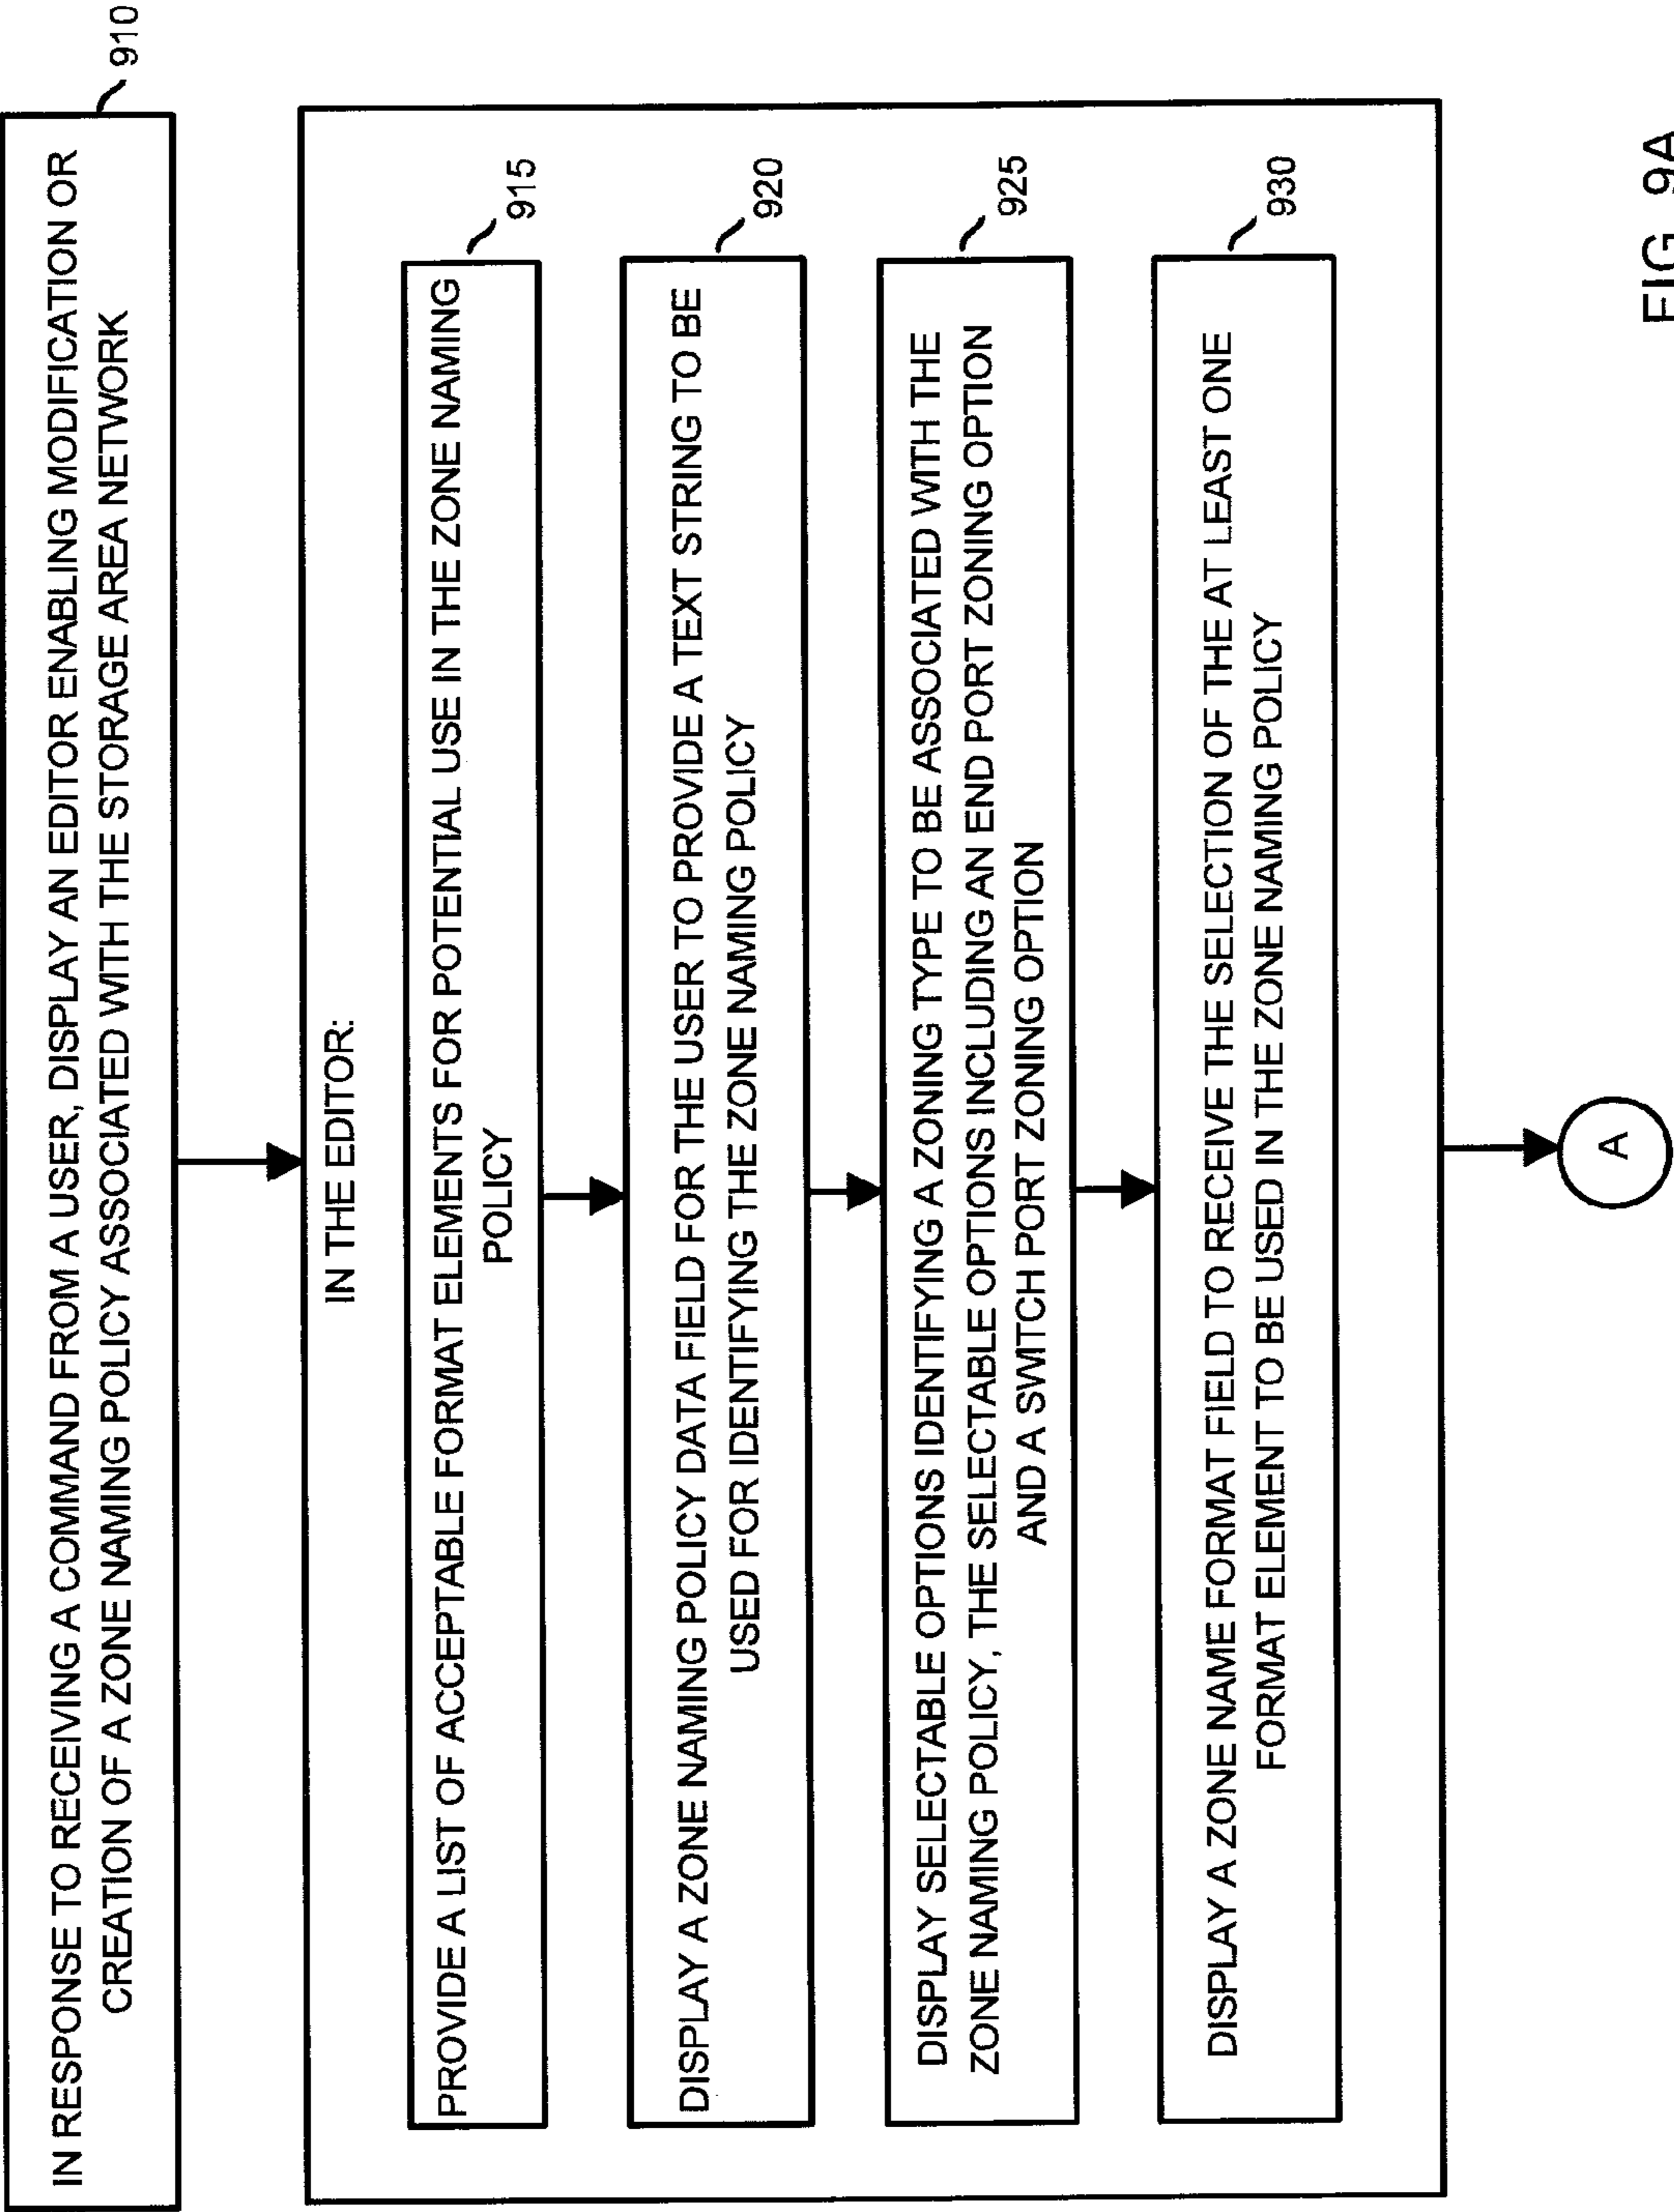 IN RESPONSE TO RECEIVING A COMMAND FROM A USER, DISPLAY AN EDITOR ENABLING MODIFICATION OR
CREATION OF A ZONE NAMING POLICY ASSOCIATED WITH THE STORAGE AREA NETWORK
910
IN THE EDITOR:
PROVIDE A LIST OF ACCEPTABLE FORMAT ELEMENTS FOR POTENTIAL USE IN THE ZONE NAMING
POLICY
915
DISPLAY A ZONE NAMING POLICY DATA FIELD FOR THE USER TO PROVIDE A TEXT STRING TO BE
USED FOR IDENTIFYING THE ZONE NAMING POLICY
920
DISPLAY SELECTABLE OPTIONS IDENTIFYING A ZONING TYPE TO BE ASSOCIATED WITH THE
ZONE NAMING POLICY, THE SELECTABLE OPTIONS INCLUDING AN END PORT ZONING OPTION
AND A SWITCH PORT ZONING OPTION
925
DISPLAY A ZONE NAME FORMAT FIELD TO RECEIVE THE SELECTION OF THE AT LEAST ONE
FORMAT ELEMENT TO BE USED IN THE ZONE NAMING POLICY
930
A
FIG. 9A